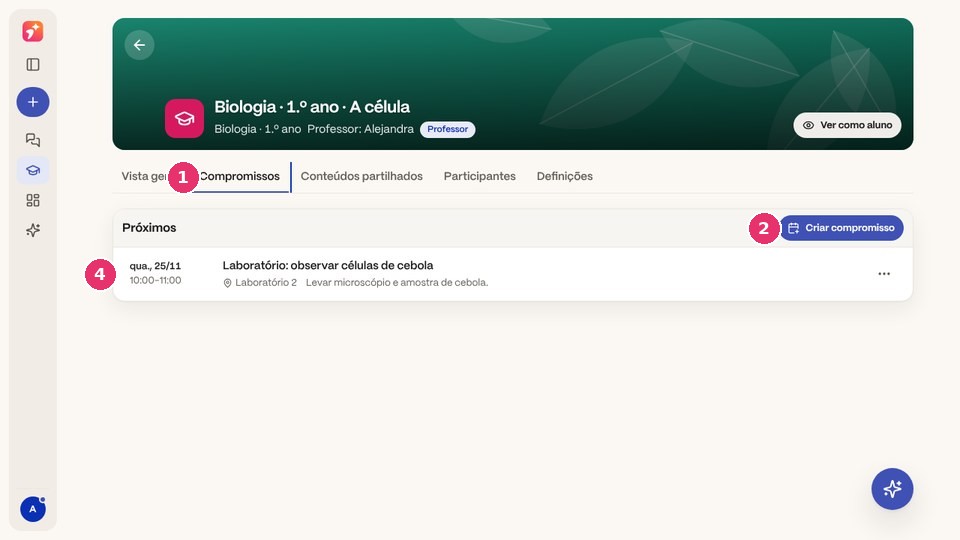 Biologia · 1.º ano · A célula
Biologia · 1.º ano Professor: Alejandra Professor
Ver como aluno
Vista 1 Compromissos Conteúdos partilhados Participantes Definições
Próximos
2 Criar compromisso
4
qua., 25/11
10:00–11:00
Laboratório: observar células de cebola
Laboratório 2 Levar microscópio e amostra de cebola.
A